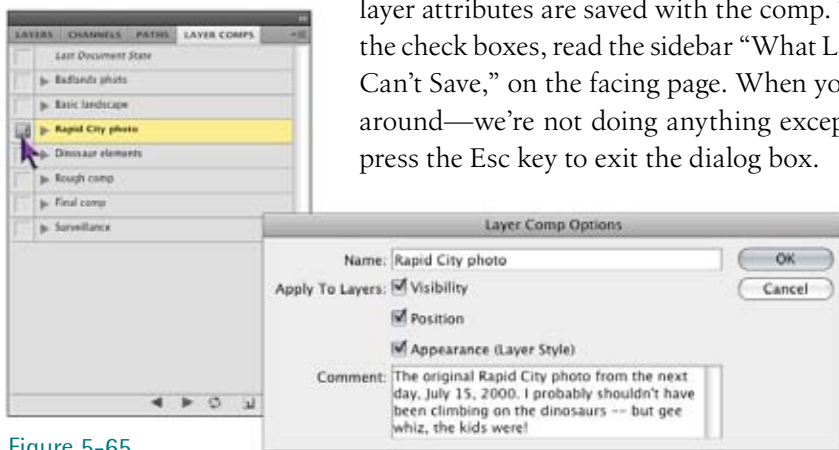 layer attributes are saved with the comp.
the check boxes, read the sidebar “What L
Can’t Save,” on the facing page. When yo
around—we’re not doing anything excep
press the Esc key to exit the dialog box.
LAYERS CHANNELS PATHS LAYER COMPS
Last Document State
Badlands photo
Basic landscape
Rapid City photo
Dinosaur elements
Rough comp
Final comp
Surveillance
Layer Comp Options
Name: Rapid City photo
OK
Apply To Layers: Visibility
Cancel
Position
Appearance (Layer Style)
Comment: The original Rapid City photo from the next
day, July 15, 2000. I probably shouldn't have
been climbing on the dinosaurs -- but gee
whiz, the kids were!
Figure 5-65